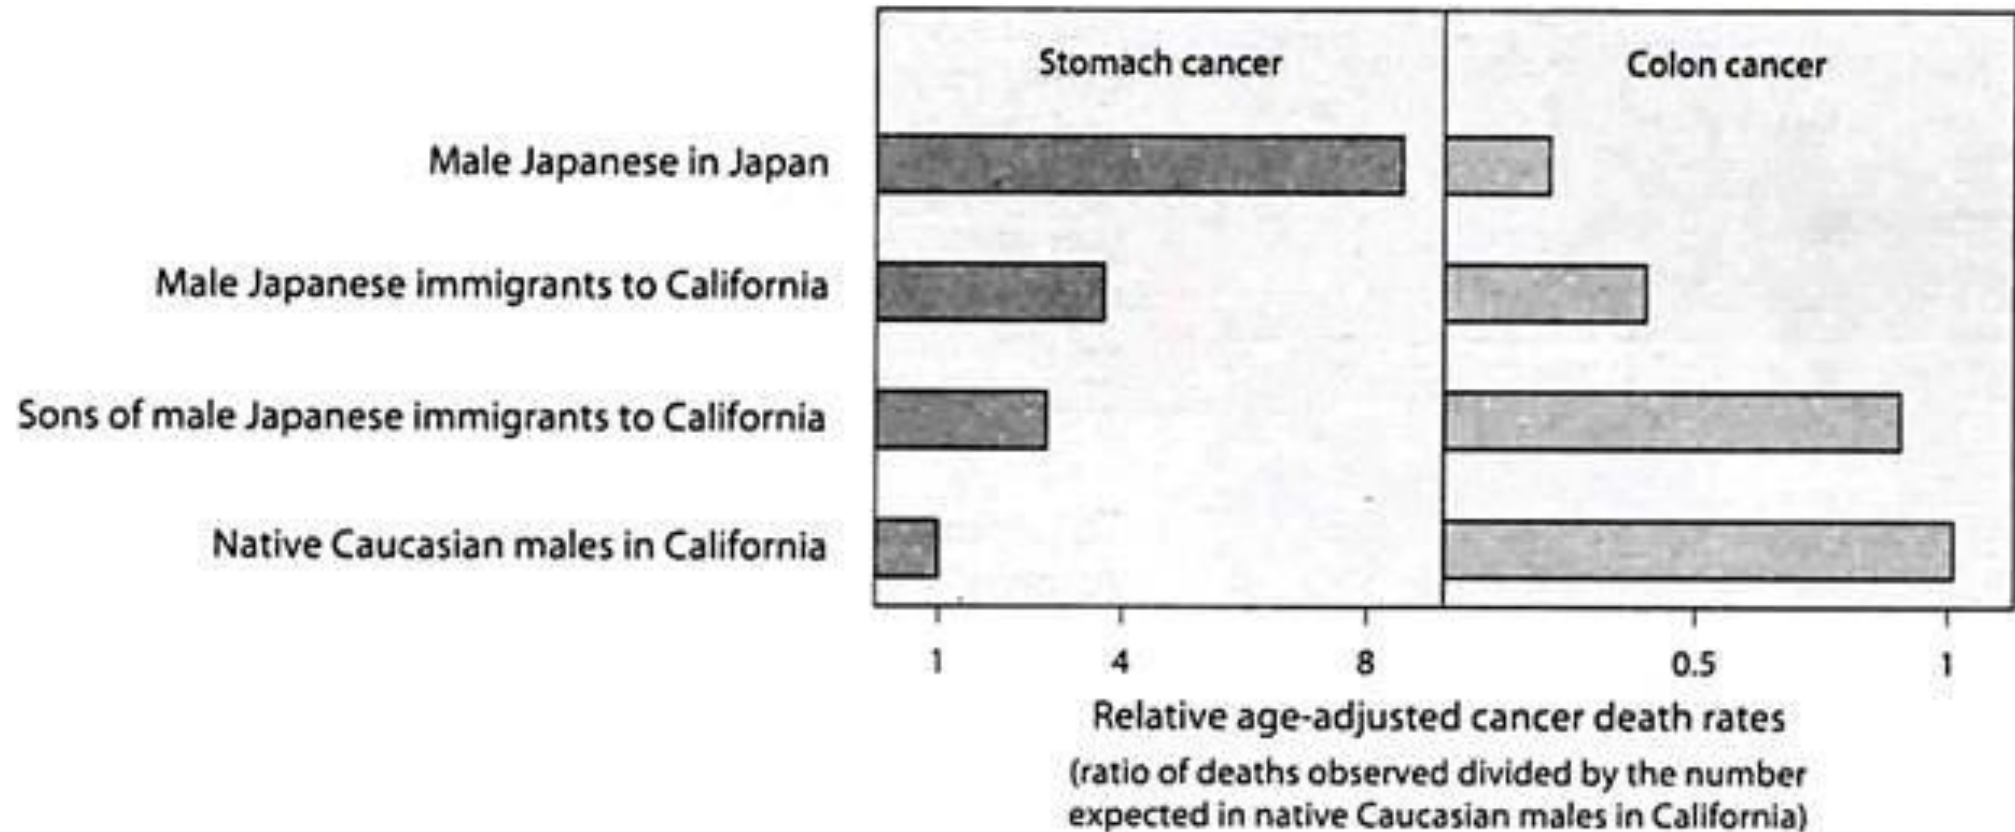 Stomach cancer
Colon cancer
Male Japanese in Japan
Male Japanese immigrants to California
Sons of male Japanese immigrants to California
Native Caucasian males in California
1 4 8 0.5 1
Relative age-adjusted cancer death rates
(ratio of deaths observed divided by the number
expected in native Caucasian males in California)